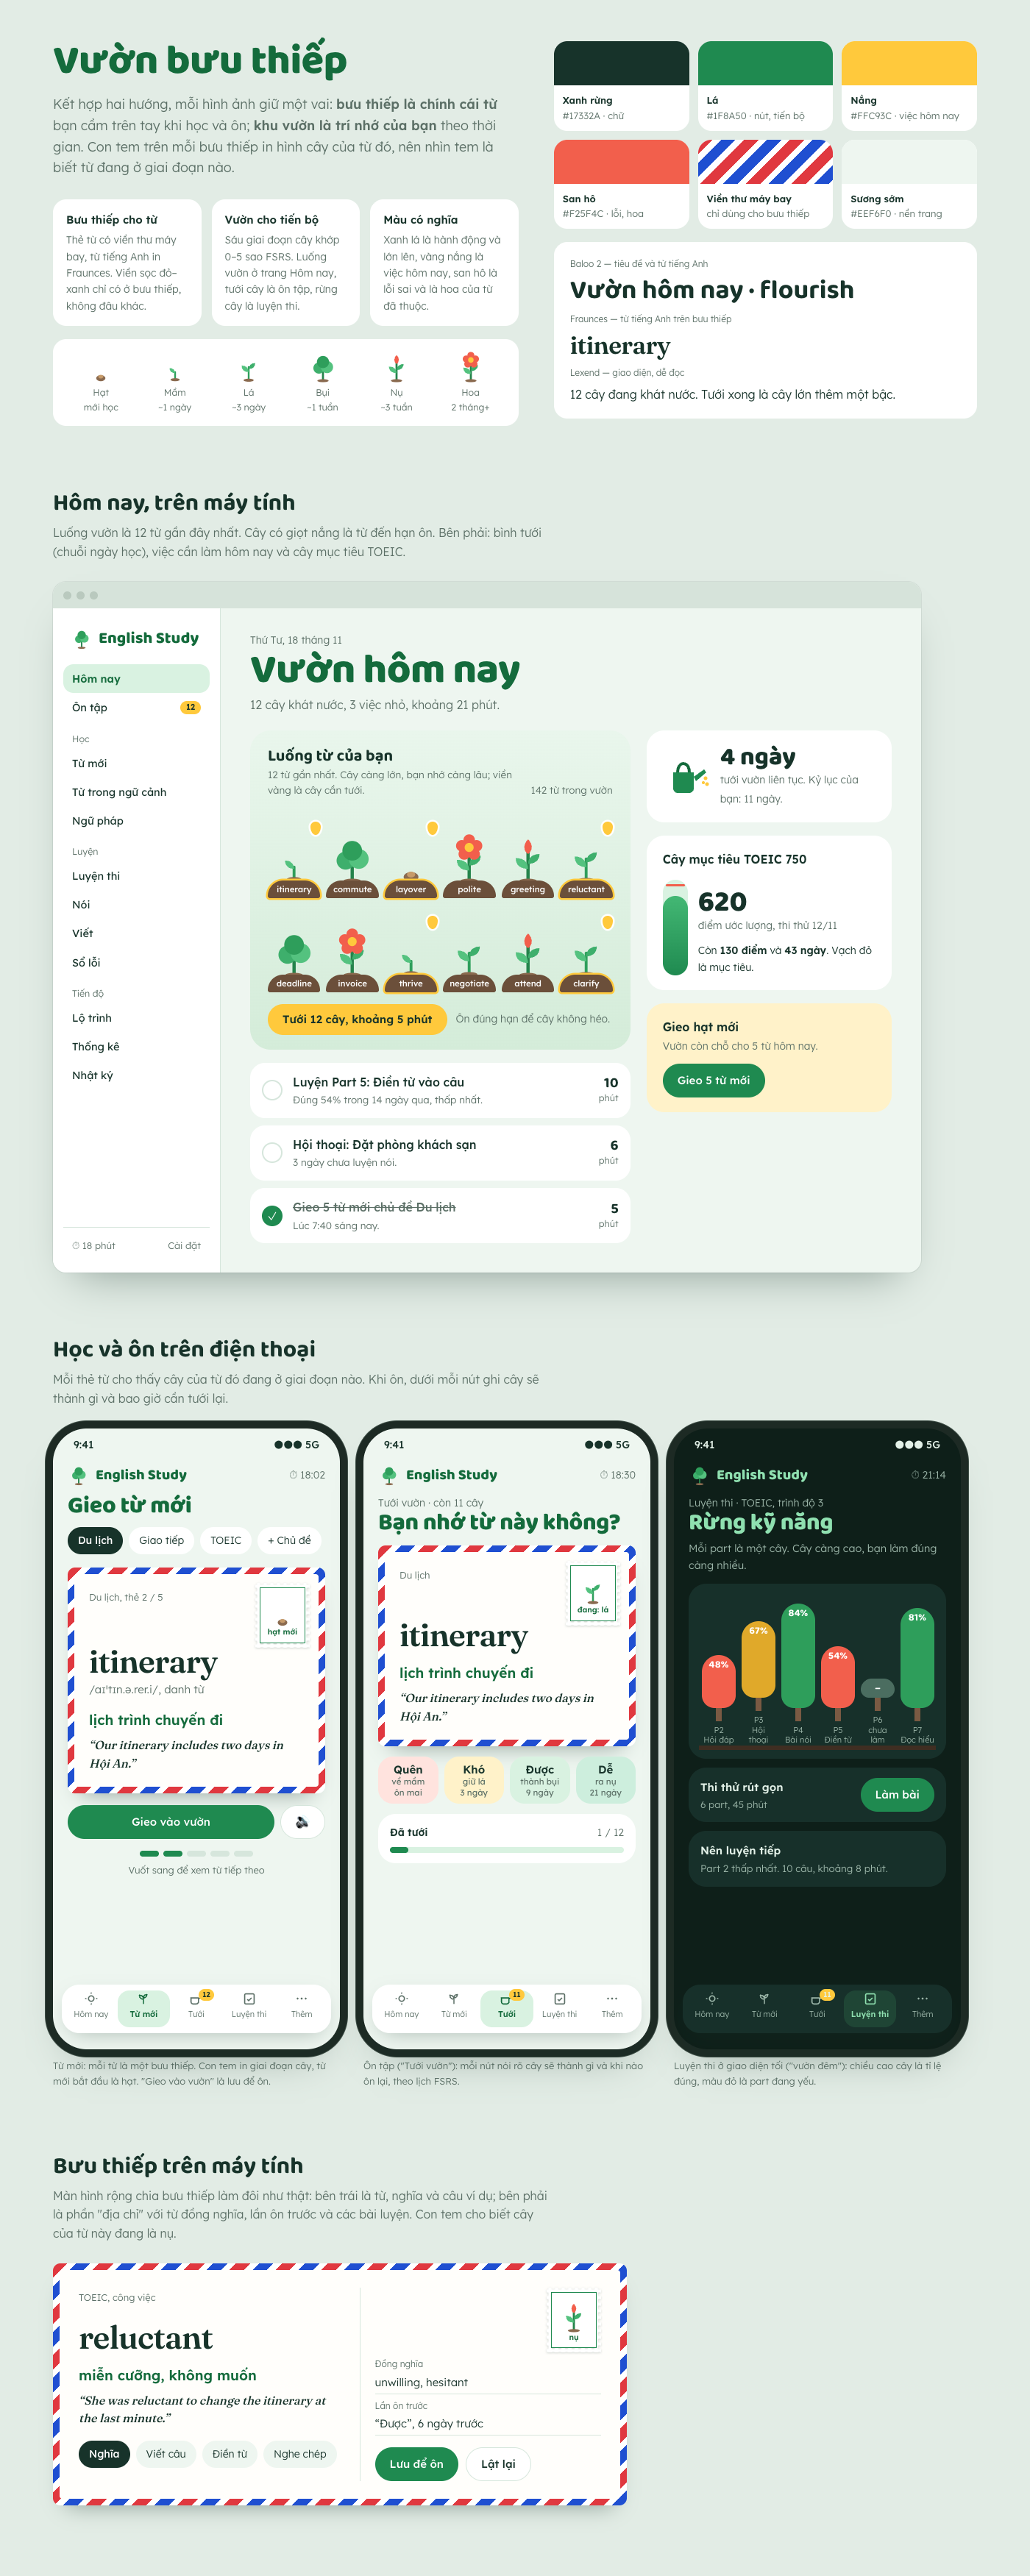 Vườn bưu thiếp
Kết hợp hai hướng, mỗi hình ảnh giữ một vai: bưu thiếp là chính cái từ
bạn cầm trên tay khi học và ôn; khu vườn là trí nhớ của bạn theo thời
gian. Con tem trên mỗi bưu thiếp in hình cây của từ đó, nên nhìn tem là
biết từ đang ở giai đoạn nào.
Bưu thiếp cho từ
Thẻ từ có viền thư máy
bay, từ tiếng Anh in
Fraunces. Viền sọc đỏ–
xanh chỉ có ở bưu thiếp,
không đâu khác.
Vườn cho tiến bộ
Sáu giai đoạn cây khớp
0–5 sao FSRS. Luống
vườn ở trang Hôm nay,
tưới cây là ôn tập, rừng
cây là luyện thi.
Màu có nghĩa
Xanh lá là hành động và
lớn lên, vàng nắng là
việc hôm nay, san hô là
lỗi sai và là hoa của từ
đã thuộc.
Hạt
mới học
Mầm
~1 ngày
Lá
~3 ngày
Bụi
~1 tuần
Nụ
~3 tuần
Hoa
2 tháng+
Xanh rừng
#17332A · chữ
Lá
#1F8A50 · nút, tiến bộ
Nắng
#FFC93C · việc hôm nay
San hô
#F25F4C · lỗi, hoa
Viền thư máy bay
chỉ dùng cho bưu thiếp
Sương sớm
#EEF6F0 · nền trang
Baloo 2 — tiêu đề và từ tiếng Anh
Vườn hôm nay · flourish
Fraunces — từ tiếng Anh trên bưu thiếp
itinerary
Lexend — giao diện, dễ đọc
12 cây đang khát nước. Tưới xong là cây lớn thêm một bậc.
Hôm nay, trên máy tính
Luống vườn là 12 từ gần đây nhất. Cây có giọt nắng là từ đến hạn ôn. Bên phải: bình tưới
(chuỗi ngày học), việc cần làm hôm nay và cây mục tiêu TOEIC.
English Study
Hôm nay
Ôn tập
12
Học
Từ mới
Từ trong ngữ cảnh
Ngữ pháp
Luyện
Luyện thi
Nói
Viết
Sổ lỗi
Tiến độ
Lộ trình
Thống kê
Nhật ký
⏱ 18 phút
Cài đặt
Thứ Tư, 18 tháng 11
Vườn hôm nay
12 cây khát nước, 3 việc nhỏ, khoảng 21 phút.
Luống từ của bạn
12 từ gần nhất. Cây càng lớn, bạn nhớ càng lâu; viền
vàng là cây cần tưới.
142 từ trong vườn
itinerary
commute
layover
polite
greeting
reluctant
deadline
invoice
thrive
negotiate
attend
clarify
Tưới 12 cây, khoảng 5 phút
Ôn đúng hạn để cây không héo.
Luyện Part 5: Điền từ vào câu
Đúng 54% trong 14 ngày qua, thấp nhất.
10
phút
Hội thoại: Đặt phòng khách sạn
3 ngày chưa luyện nói.
6
phút
✓
Gieo 5 từ mới chủ đề Du lịch
Lúc 7:40 sáng nay.
5
phút
4 ngày
tưới vườn liên tục. Kỷ lục của
bạn: 11 ngày.
Cây mục tiêu TOEIC 750
620
điểm ước lượng, thi thử 12/11
Còn 130 điểm và 43 ngày. Vạch đỏ
là mục tiêu.
Gieo hạt mới
Vườn còn chỗ cho 5 từ hôm nay.
Gieo 5 từ mới
Học và ôn trên điện thoại
Mỗi thẻ từ cho thấy cây của từ đó đang ở giai đoạn nào. Khi ôn, dưới mỗi nút ghi cây sẽ
thành gì và bao giờ cần tưới lại.
9:41
5G
English Study
⏱ 18:02
Gieo từ mới
Du lịch
Giao tiếp
TOEIC
+ Chủ đề
Du lịch, thẻ 2 / 5
hạt mới
itinerary
/aɪˈtɪn.ə.rer.i/, danh từ
lịch trình chuyến đi
“Our itinerary includes two days in
Hội An.”
Gieo vào vườn
Vuốt sang để xem từ tiếp theo
Hôm nay
Từ mới
12
Tưới
Luyện thi
Thêm
Từ mới: mỗi từ là một bưu thiếp. Con tem in giai đoạn cây, từ
mới bắt đầu là hạt. "Gieo vào vườn" là lưu để ôn.
9:41
5G
English Study
⏱ 18:30
Tưới vườn · còn 11 cây
Bạn nhớ từ này không?
Du lịch
đang: lá
itinerary
lịch trình chuyến đi
“Our itinerary includes two days in
Hội An.”
Quên
về mầm
ôn mai
Khó
giữ lá
3 ngày
Được
thành bụi
9 ngày
Dễ
ra nụ
21 ngày
Đã tưới
1 / 12
Hôm nay
Từ mới
11
Tưới
Luyện thi
Thêm
Ôn tập ("Tưới vườn"): mỗi nút nói rõ cây sẽ thành gì và khi nào
ôn lại, theo lịch FSRS.
9:41
5G
English Study
⏱ 21:14
Luyện thi · TOEIC, trình độ 3
Rừng kỹ năng
Mỗi part là một cây. Cây càng cao, bạn làm đúng
càng nhiều.
48%
67%
84%
54%
–
81%
P2
Hỏi đáp
P3
Hội
thoại
P4
Bài nói
P5
Điền từ
P6
chưa
làm
P7
Đọc hiểu
Thi thử rút gọn
6 part, 45 phút
Làm bài
Nên luyện tiếp
Part 2 thấp nhất. 10 câu, khoảng 8 phút.
Hôm nay
Từ mới
11
Tưới
Luyện thi
Thêm
Luyện thi ở giao diện tối ("vườn đêm"): chiều cao cây là tỉ lệ
đúng, màu đỏ là part đang yếu.
Bưu thiếp trên máy tính
Màn hình rộng chia bưu thiếp làm đôi như thật: bên trái là từ, nghĩa và câu ví dụ; bên phải
là phần "địa chỉ" với từ đồng nghĩa, lần ôn trước và các bài luyện. Con tem cho biết cây
của từ này đang là nụ.
TOEIC, công việc
reluctant
miễn cưỡng, không muốn
“She was reluctant to change the itinerary at
the last minute.”
Nghĩa
Viết câu
Điền từ
Nghe chép
nụ
Đồng nghĩa
unwilling, hesitant
Lần ôn trước
“Được”, 6 ngày trước
Lưu để ôn
Lật lại